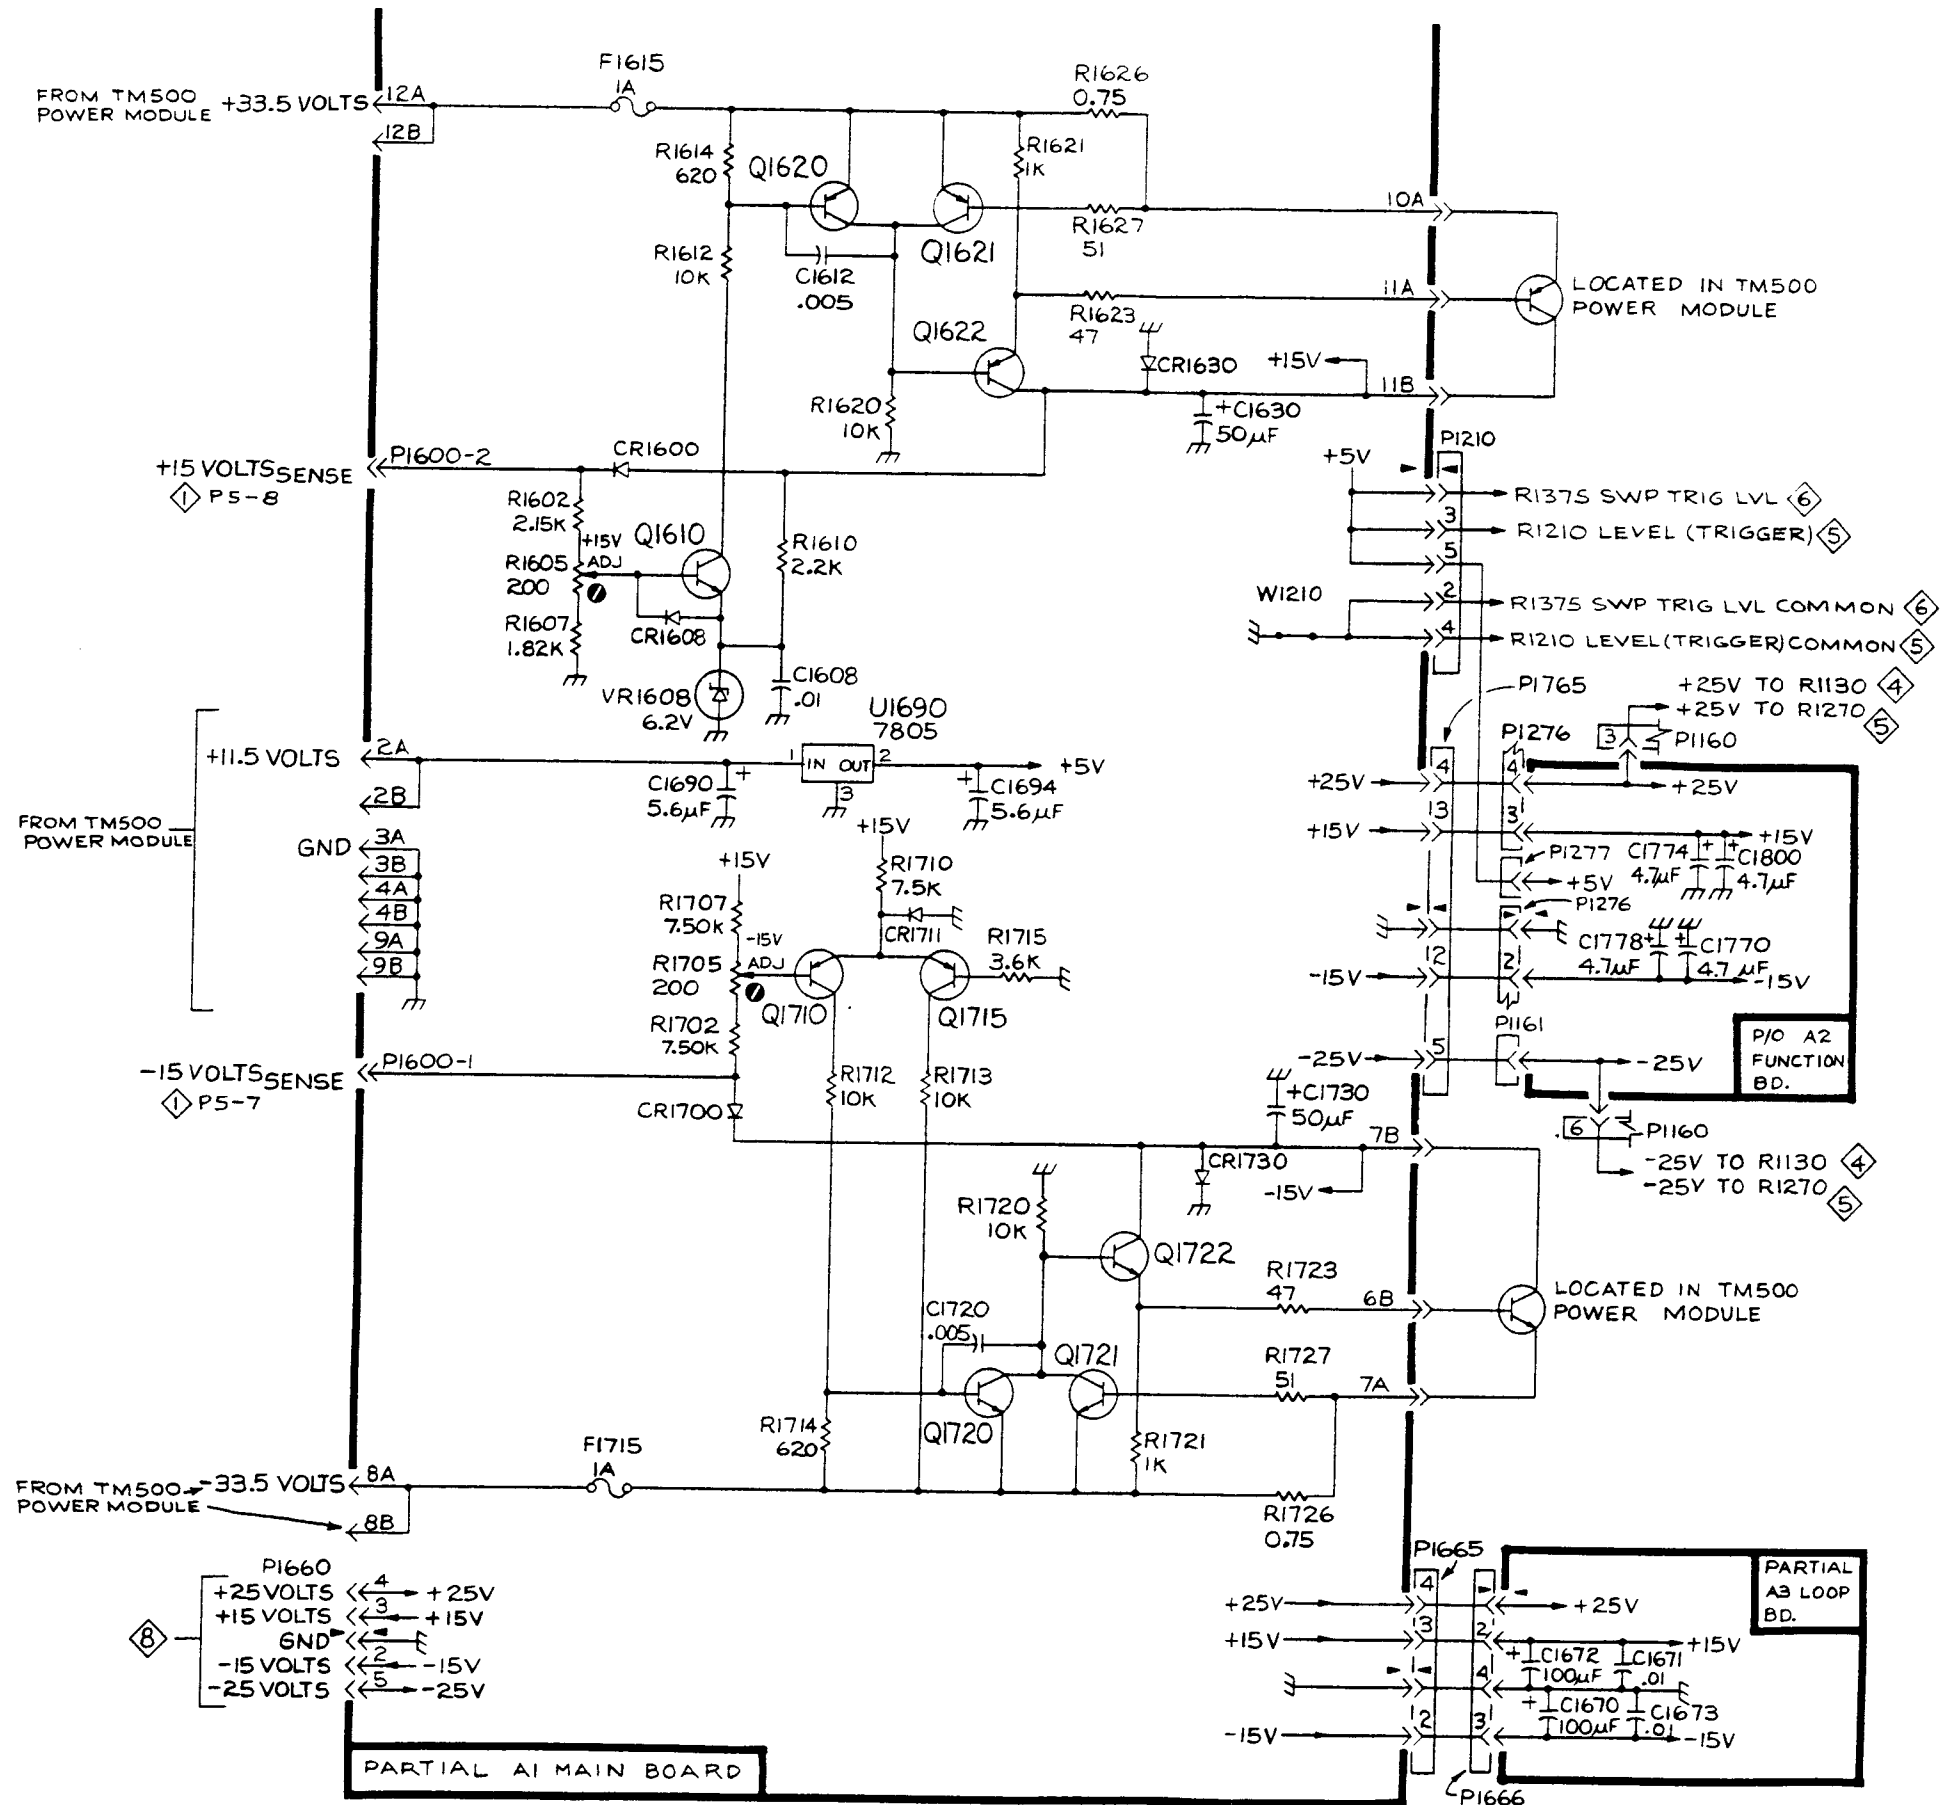 FROM TM500
POWER MODULE
+33.5 VOLTS
12A
12B
F1615
1A
R1626
0.75
R1614
620
Q1620
R1621
1K
Q1621
R1627
51
10A
R1612
10K
C1612
.005
11A
LOCATED IN TM500
POWER MODULE
Q1622
R1623
47
CR1630
+15V
11B
R1620
10K
+C1630
50µF
+15 VOLTS SENSE
1 P5-8
P1600-2
CR1600
R1602
2.15K
+15V
ADJ
R1605
200
Q1610
R1610
2.2K
R1607
1.82K
CR1608
VR1608
6.2V
C1608
.01
P1210
+5V
1
R1375 SWP TRIG LVL 6
3
R1210 LEVEL (TRIGGER) 5
5
W1210
2
R1375 SWP TRIG LVL COMMON 6
4
R1210 LEVEL (TRIGGER) COMMON 5
+11.5 VOLTS
2A
2B
U1690
7805
1
IN OUT
2
3
C1690
+
5.6µF
+
C1694
5.6µF
+5V
FROM TM500
POWER MODULE
GND
3A
3B
4A
4B
9A
9B
P1765
+25V TO R1130 4
+25V TO R1270 5
P1276
3
P1160
+25V
4
4
+25V
+15V
13
3
+15V
P1277
C1774
+
4.7µF
+
C1800
4.7µF
+5V
P1276
C1778
+
4.7µF
+
C1770
4.7 µF
-15V
12
2
-15V
P1161
-25V
5
-25V
P/O A2
FUNCTION
BD.
6
P1160
-25V TO R1130 4
-25V TO R1270 5
+15V
+15V
R1710
7.5K
R1707
7.50K
CR1711
R1715
3.6K
-15V
ADJ
R1705
200
Q1710
Q1715
R1702
7.50K
-15 VOLTS SENSE
1 P5-7
P1600-1
CR1700
R1712
10K
R1713
10K
+C1730
50µF
7B
CR1730
-15V
R1720
10K
Q1722
R1723
47
6B
LOCATED IN TM500
POWER MODULE
C1720
.005
Q1721
R1727
51
7A
Q1720
R1714
620
R1721
1K
F1715
1A
R1726
0.75
FROM TM500
POWER MODULE
-33.5 VOLTS
8A
8B
P1660
8
+25 VOLTS
4
+25V
+15 VOLTS
3
+15V
GND
-15 VOLTS
2
-15V
-25 VOLTS
5
-25V
P1665
PARTIAL
A3 LOOP
BD.
+25V
4
+25V
+15V
13
2
+15V
+
C1672
100µF
C1671
.01
4
+
C1670
100µF
C1673
.01
-15V
12
3
-15V
P1666
PARTIAL A1 MAIN BOARD